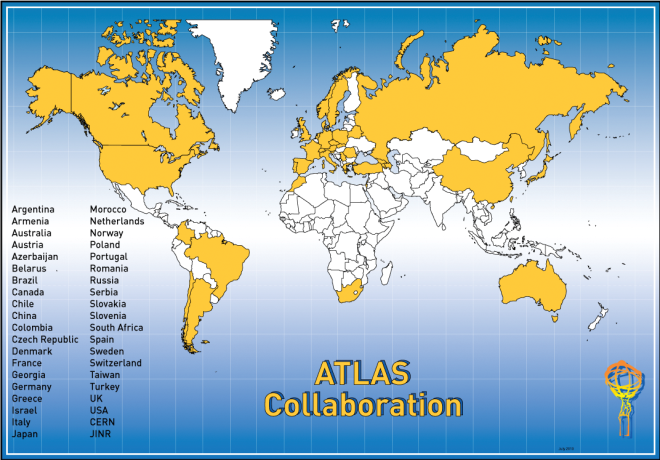 Argentina
Armenia
Australia
Austria
Azerbaijan
Belarus
Brazil
Canada
Chile
China
Colombia
Czech Republic
Denmark
France
Georgia
Germany
Greece
Israel
Italy
Japan
Morocco
Netherlands
Norway
Poland
Portugal
Romania
Russia
Serbia
Slovakia
Slovenia
South Africa
Spain
Sweden
Switzerland
Taiwan
Turkey
UK
USA
CERN
JINR
ATLAS
Collaboration